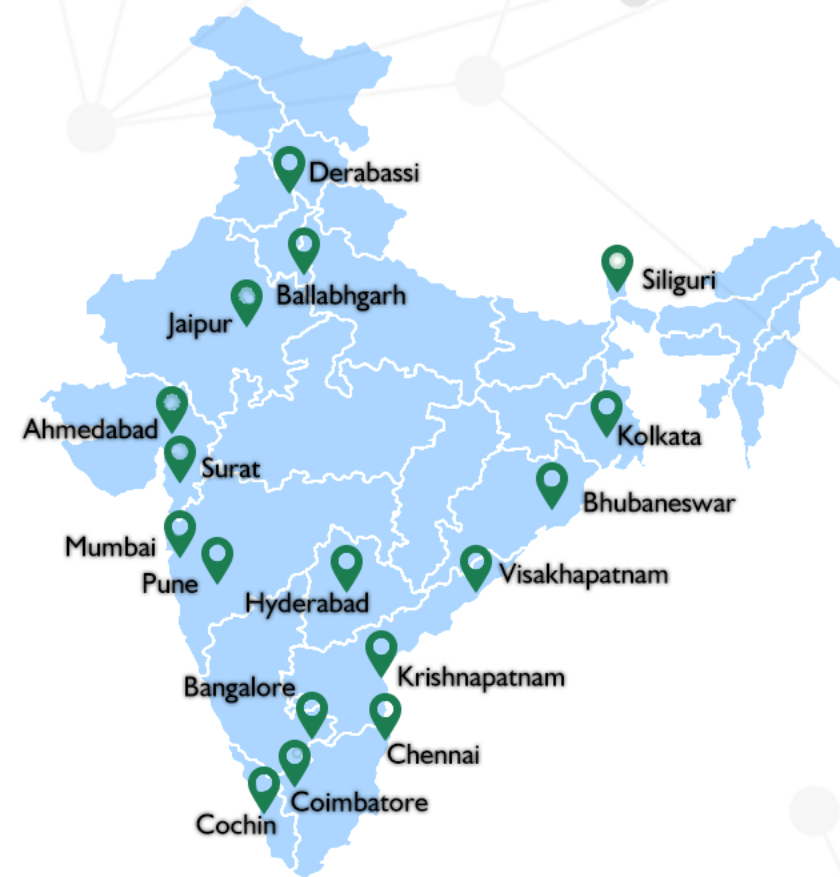 Derabassi
Siliguri
Ballabhgarh
Jaipur
Ahmedabad
Kolkata
Surat
Bhubaneswar
Mumbai
Visakhapatnam
Pune
Hyderabad
Krishnapatnam
Bangalore
Chennai
Coimbatore
Cochin